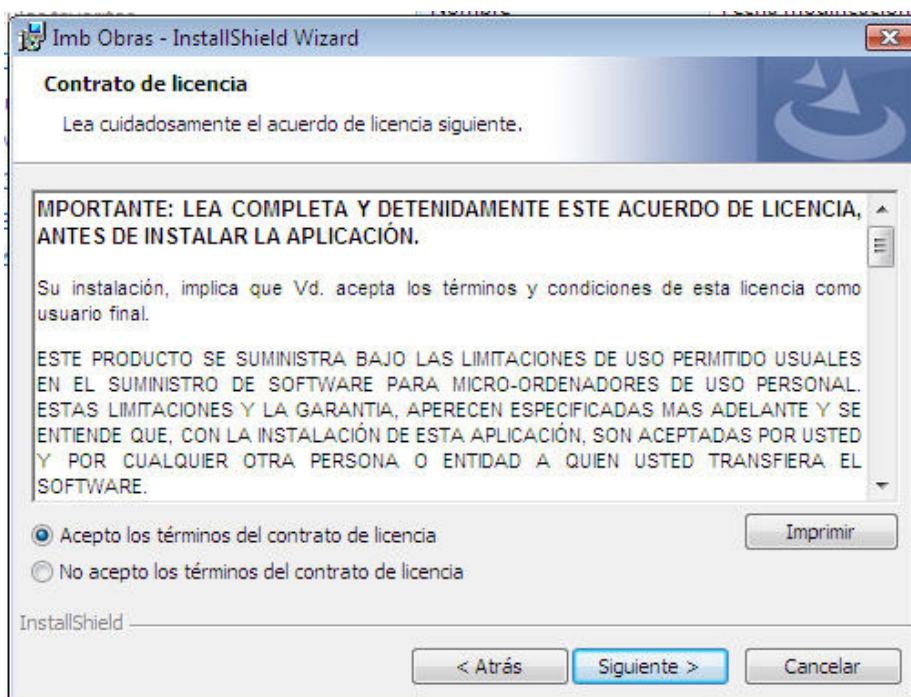 Nombre
Imb Obras - InstallShield Wizard
Contrato de licencia
Lea cuidadosamente el acuerdo de licencia siguiente.
MPORTANTE: LEA COMPLETA Y DETENIDAMENTE ESTE ACUERDO DE LICENCIA,
ANTES DE INSTALAR LA APLICACIÓN.
Su instalación, implica que Vd. acepta los términos y condiciones de esta licencia como
usuario final.
ESTE PRODUCTO SE SUMINISTRA BAJO LAS LIMITACIONES DE USO PERMITIDO USUALES
EN EL SUMINISTRO DE SOFTWARE PARA MICRO-ORDENADORES DE USO PERSONAL.
ESTAS LIMITACIONES Y LA GARANTIA, APERECEN ESPECIFICADAS MAS ADELANTE Y SE
ENTIENDE QUE, CON LA INSTALACIÓN DE ESTA APLICACIÓN, SON ACEPTADAS POR USTED
Y POR CUALQUIER OTRA PERSONA O ENTIDAD A QUIEN USTED TRANSFIERA EL
SOFTWARE.
Acepto los términos del contrato de licencia
Imprimir
No acepto los términos del contrato de licencia
InstallShield
< Atrás
Siguiente >
Cancelar